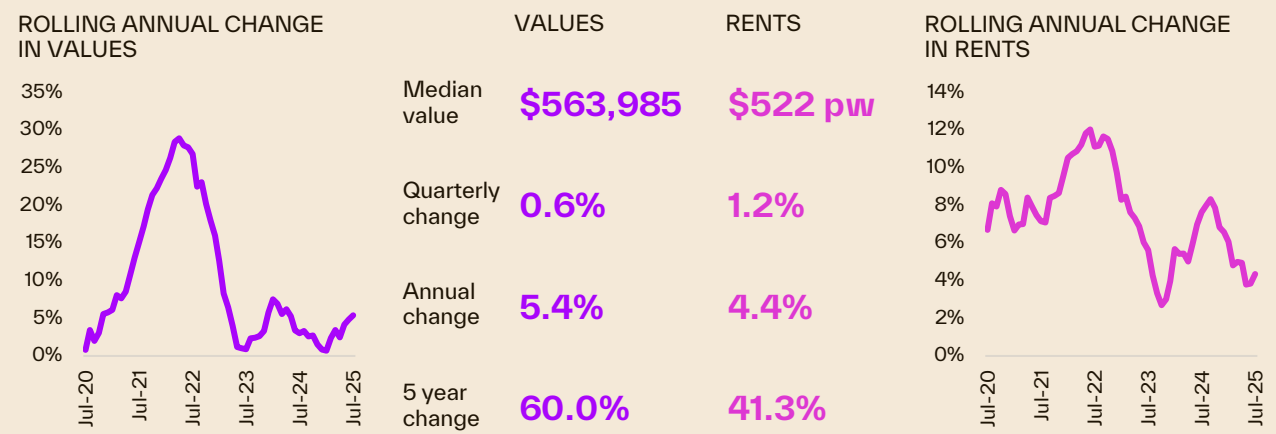 ROLLING ANNUAL CHANGE
IN VALUES
35%
30%
25%
20%
15%
10%
5%
0%
Jul-20
Jul-21
Jul-22
Jul-23
Jul-24
Jul-25
VALUES
RENTS
Median
value
$563,985
$522 pw
Quarterly
change
0.6%
1.2%
Annual
change
5.4%
4.4%
5 year
change
60.0%
41.3%
ROLLING ANNUAL CHANGE
IN RENTS
14%
12%
10%
8%
6%
4%
2%
0%
Jul-20
Jul-21
Jul-22
Jul-23
Jul-24
Jul-25